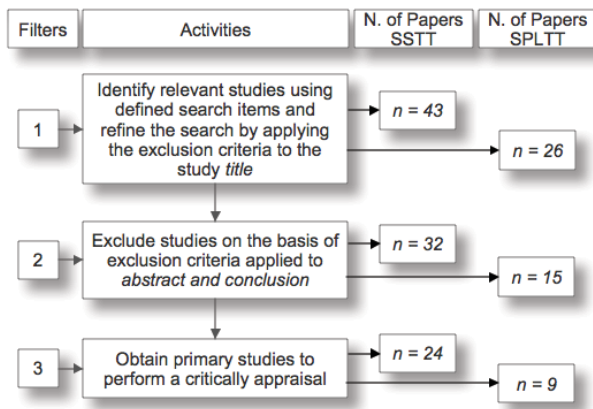 Filters
Activities
N. of Papers
SSTT
N. of Papers
SPLTT
1
Identify relevant studies using
defined search items and
refine the search by applying
the exclusion criteria to the
study title
n = 43
n = 26
2
Exclude studies on the basis of
exclusion criteria applied to
abstract and conclusion
n = 32
n = 15
3
Obtain primary studies to
perform a critically appraisal
n = 24
n = 9